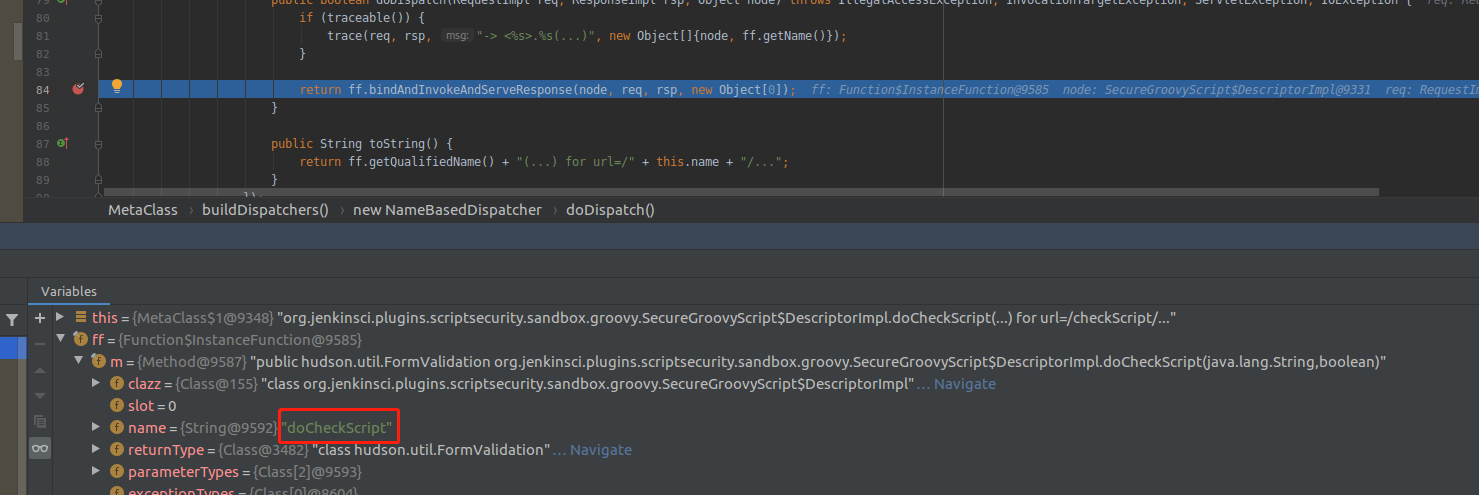 79 public boolean doDispatch(RequestImpl req, ResponseImpl rsp, Object node) throws IllegalAccessException, InvocationTargetException, ServletException, IOException { req: Req
80 if (traceable()) {
81 trace(req, rsp, msg: "-> <%s>.%s(...)", new Object[]{node, ff.getName()});
82 }
83
84 return ff.bindAndInvokeAndServeResponse(node, req, rsp, new Object[0]); ff: Function$InstanceFunction@9585 node: SecureGroovyScript$DescriptorImpl@9331 req: RequestIm
85 }
86
87 public String toString() {
88 return ff.getQualifiedName() + "(...) for url=/" + this.name + "/...";
89 }
90 });
MetaClass › buildDispatchers() › new NameBasedDispatcher › doDispatch()
Variables
this = {MetaClass$1@9348} "org.jenkinsci.plugins.scriptsecurity.sandbox.groovy.SecureGroovyScript$DescriptorImpl.doCheckScript(...) for url=/checkScript/..."
ff = {Function$InstanceFunction@9585}
m = {Method@9587} "public hudson.util.FormValidation org.jenkinsci.plugins.scriptsecurity.sandbox.groovy.SecureGroovyScript$DescriptorImpl.doCheckScript(java.lang.String,boolean)"
clazz = {Class@155} "class org.jenkinsci.plugins.scriptsecurity.sandbox.groovy.SecureGroovyScript$DescriptorImpl"... Navigate
slot = 0
name = {String@9592} "doCheckScript"
returnType = {Class@3482} "class hudson.util.FormValidation"... Navigate
parameterTypes = {Class[2]@9593}
exceptionTypes = {Class[0]@8604}